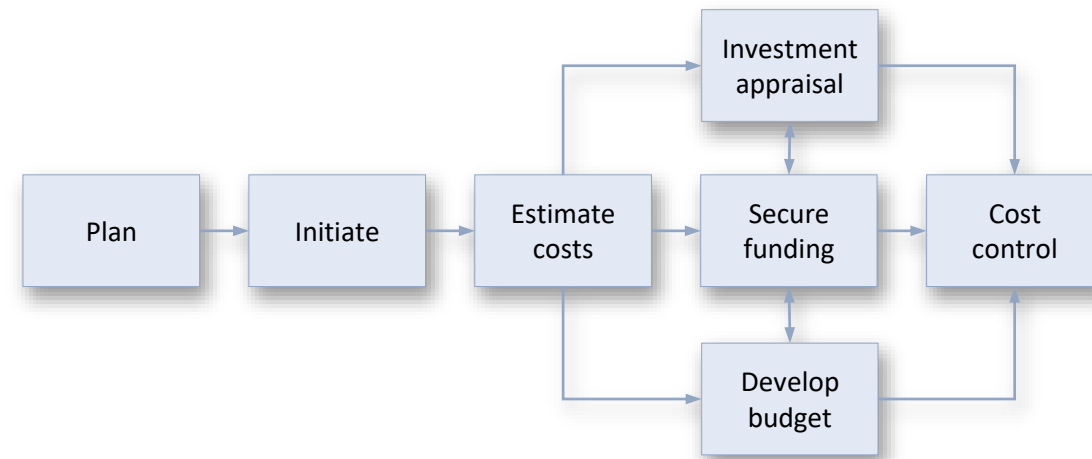 Investment
appraisal
Plan
Initiate
Estimate
costs
Secure
funding
Cost
control
Develop
budget